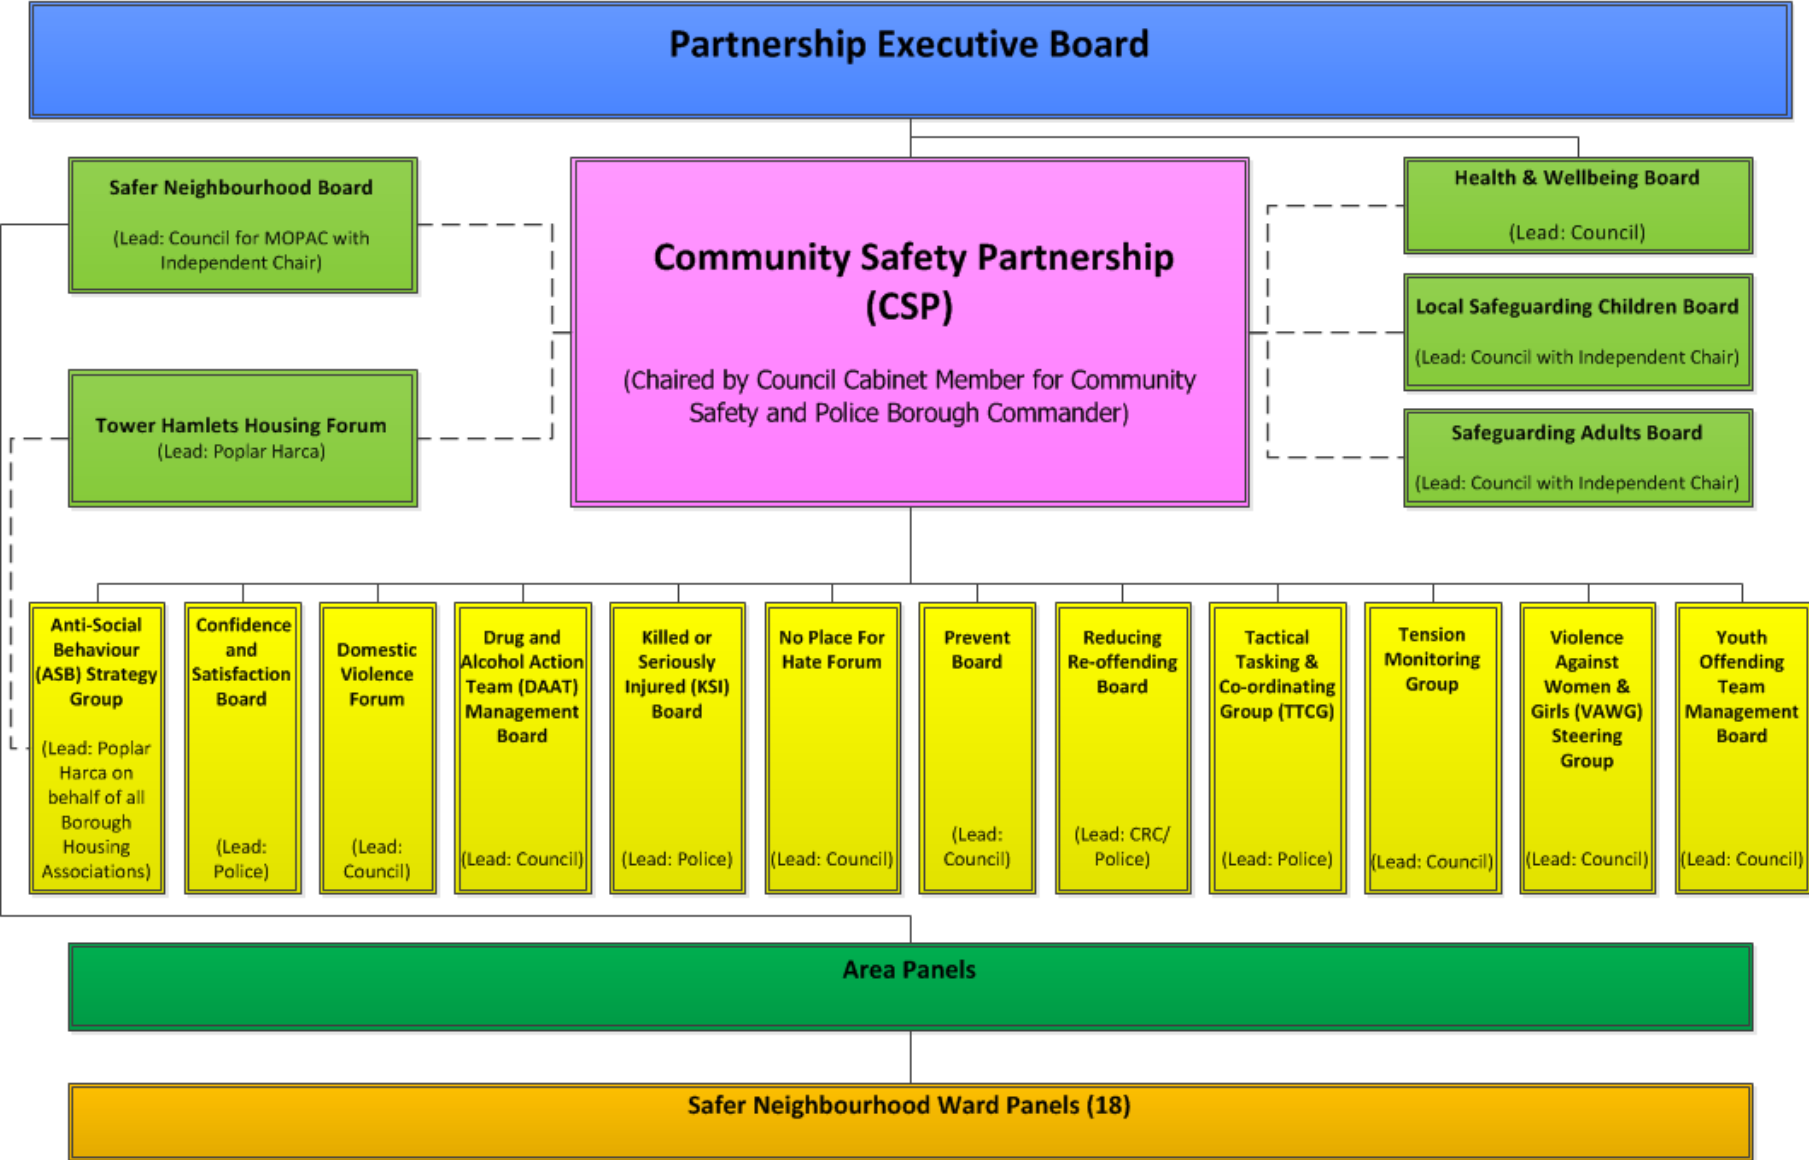 Partnership Executive Board
Safer Neighbourhood Board
(Lead: Council for MOPAC with
Independent Chair)
Tower Hamlets Housing Forum
(Lead: Poplar Harca)
Community Safety Partnership
(CSP)
(Chaired by Council Cabinet Member for Community
Safety and Police Borough Commander)
Health & Wellbeing Board
(Lead: Council)
Local Safeguarding Children Board
(Lead: Council with Independent Chair)
Safeguarding Adults Board
(Lead: Council with Independent Chair)
Anti-Social
Behaviour
(ASB) Strategy
Group
(Lead: Poplar
Harca on
behalf of all
Borough
Housing
Associations)
Confidence
and
Satisfaction
Board
(Lead:
Police)
Domestic
Violence
Forum
(Lead:
Council)
Drug and
Alcohol Action
Team (DAAT)
Management
Board
(Lead: Council)
Killed or
Seriously
Injured (KSI)
Board
(Lead: Police)
No Place For
Hate Forum
(Lead: Council)
Prevent
Board
(Lead:
Council)
Reducing
Re-offending
Board
(Lead: CRC/
Police)
Tactical
Tasking &
Co-ordinating
Group (TTCG)
(Lead: Police)
Tension
Monitoring
Group
(Lead: Council)
Violence
Against
Women &
Girls (VAWG)
Steering
Group
(Lead: Council)
Youth
Offending
Team
Management
Board
(Lead: Council)
Area Panels
Safer Neighbourhood Ward Panels (18)